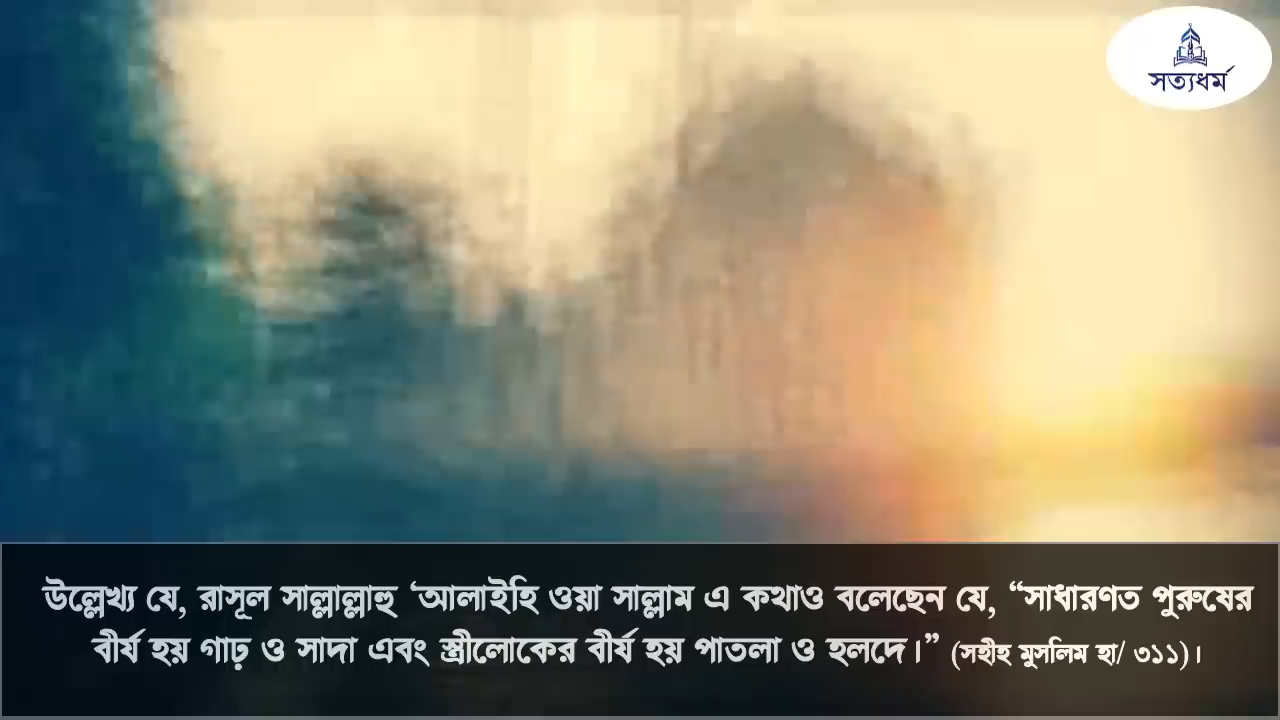 সত্যধর্ম
উল্লেখ্য যে, রাসূল সাল্লাল্লাহু ‘আলাইহি ওয়া সাল্লাম এ কথাও বলেছেন যে, “সাধারণত পুরুষের
বীর্য হয় গাঢ় ও সাদা এবং স্ত্রীলোকের বীর্য হয় পাতলা ও হলদে।” (সহীহ মুসলিম হা/ ৩১১)।